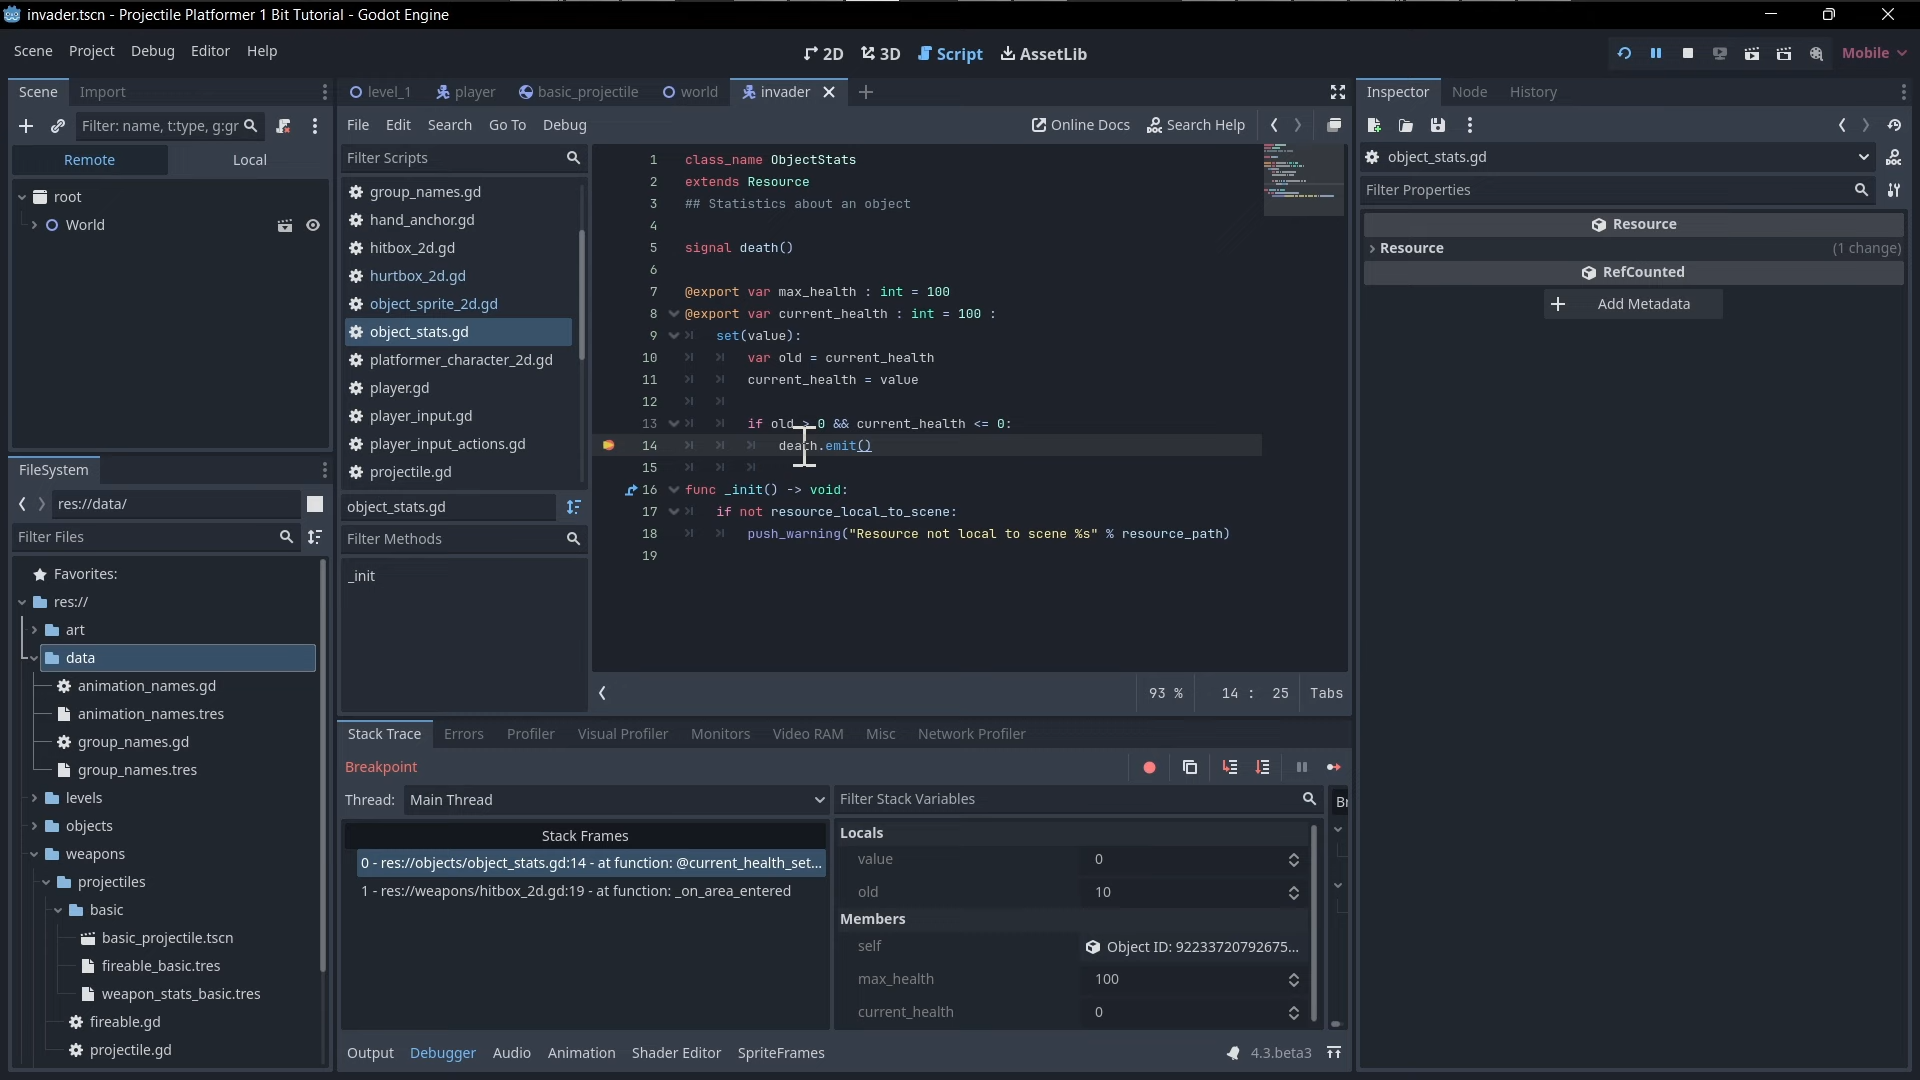 invader.tscn - Projectile Platformer 1 Bit Tutorial - Godot Engine
Scene Project Debug Editor Help
2D 3D Script AssetLib
Mobile
Scene Import
Filter: name, t:type, g:gr
Remote Local
root
World
FileSystem
res://data/
Filter Files
Favorites:
res://
art
data
animation_names.gd
animation_names.tres
group_names.gd
group_names.tres
levels
objects
weapons
projectiles
basic
basic_projectile.tscn
fireable_basic.tres
weapon_stats_basic.tres
fireable.gd
projectile.gd
level_1 player basic_projectile world invader
File Edit Search Go To Debug
Online Docs Search Help
Filter Scripts
group_names.gd
hand_anchor.gd
hitbox_2d.gd
hurtbox_2d.gd
object_sprite_2d.gd
object_stats.gd
platformer_character_2d.gd
player.gd
player_input.gd
player_input_actions.gd
projectile.gd
object_stats.gd
Filter Methods
_init
1 class_name ObjectStats
2 extends Resource
3 ## Statistics about an object
4
5 signal death()
6
7 @export var max_health : int = 100
8 @export var current_health : int = 100 :
9 set(value):
10 var old = current_health
11 current_health = value
12
13 if old > 0 && current_health <= 0:
14 death.emit()
15
16 func _init() -> void:
17 if not resource_local_to_scene:
18 push_warning("Resource not local to scene %s" % resource_path)
19
93 % 14 : 25 Tabs
Stack Trace Errors Profiler Visual Profiler Monitors Video RAM Misc Network Profiler
Breakpoint
Thread: Main Thread
Filter Stack Variables
Br
Stack Frames
0 - res://objects/object_stats.gd:14 - at function: @current_health_set...
1 - res://weapons/hitbox_2d.gd:19 - at function: _on_area_entered
Locals
value 0
old 10
Members
self Object ID: 92233720792675...
max_health 100
current_health 0
Output Debugger Audio Animation Shader Editor SpriteFrames
4.3.beta3
Inspector Node History
object_stats.gd
Filter Properties
Resource
Resource (1 change)
RefCounted
Add Metadata